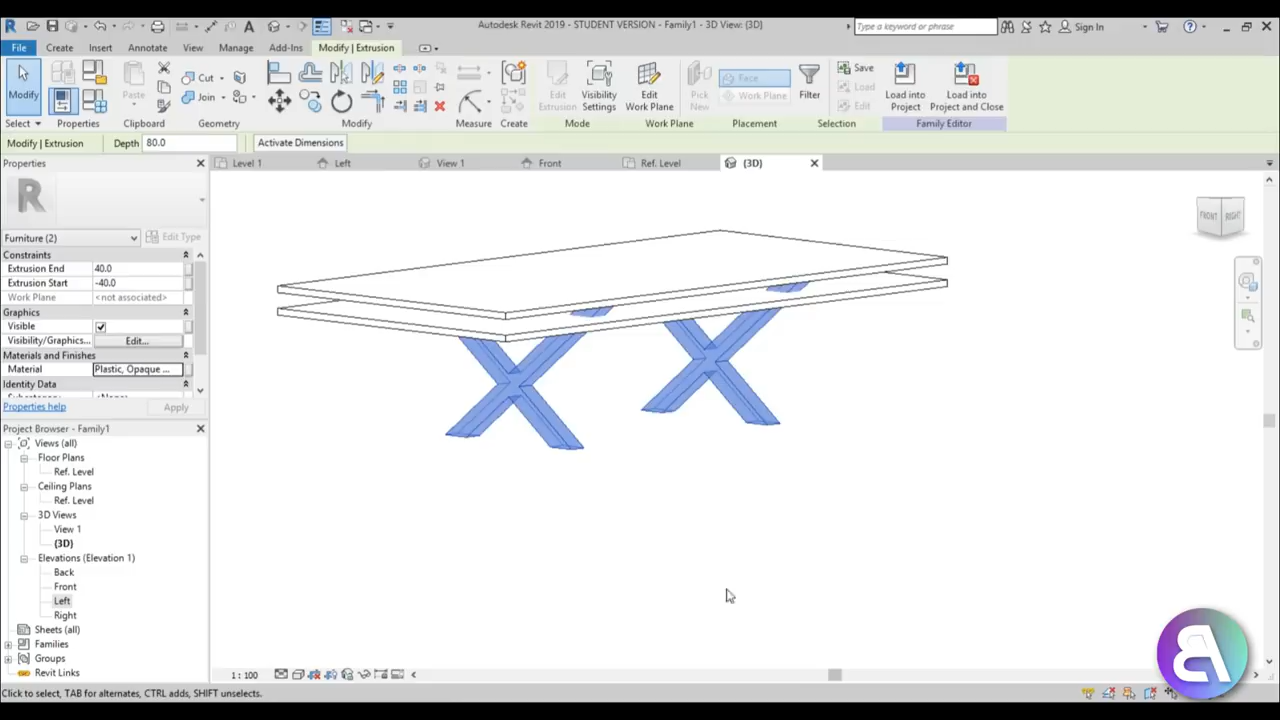 Autodesk Revit 2019 - STUDENT VERSION - Family1 - 3D View: {3D}
Type a keyword or phrase
Sign In
File Create Insert Annotate View Manage Add-Ins Modify | Extrusion
Modify
Paste
Cut
Join
Edit Extrusion
Visibility Settings
Edit Work Plane
Pick New
Face
Work Plane
Filter
Save
Load
Edit
Load into Project
Load into Project and Close
Select Properties Clipboard Geometry Modify Measure Create Mode Work Plane Placement Selection Family Editor
Modify | Extrusion Depth 80.0 Activate Dimensions
Properties
Level 1 Left View 1 Front Ref. Level {3D}
FRONT RIGHT
Furniture (2) Edit Type
Constraints
Extrusion End 40.0
Extrusion Start -40.0
Work Plane <not associated>
Graphics
Visible
Visibility/Graphics... Edit...
Materials and Finishes
Material Plastic, Opaque ...
Identity Data
Properties help Apply
Project Browser - Family1
Views (all)
Floor Plans
Ref. Level
Ceiling Plans
Ref. Level
3D Views
View 1
{3D}
Elevations (Elevation 1)
Back
Front
Left
Right
Sheets (all)
Families
Groups
Revit Links
1 : 100
Click to select, TAB for alternates, CTRL adds, SHIFT unselects.